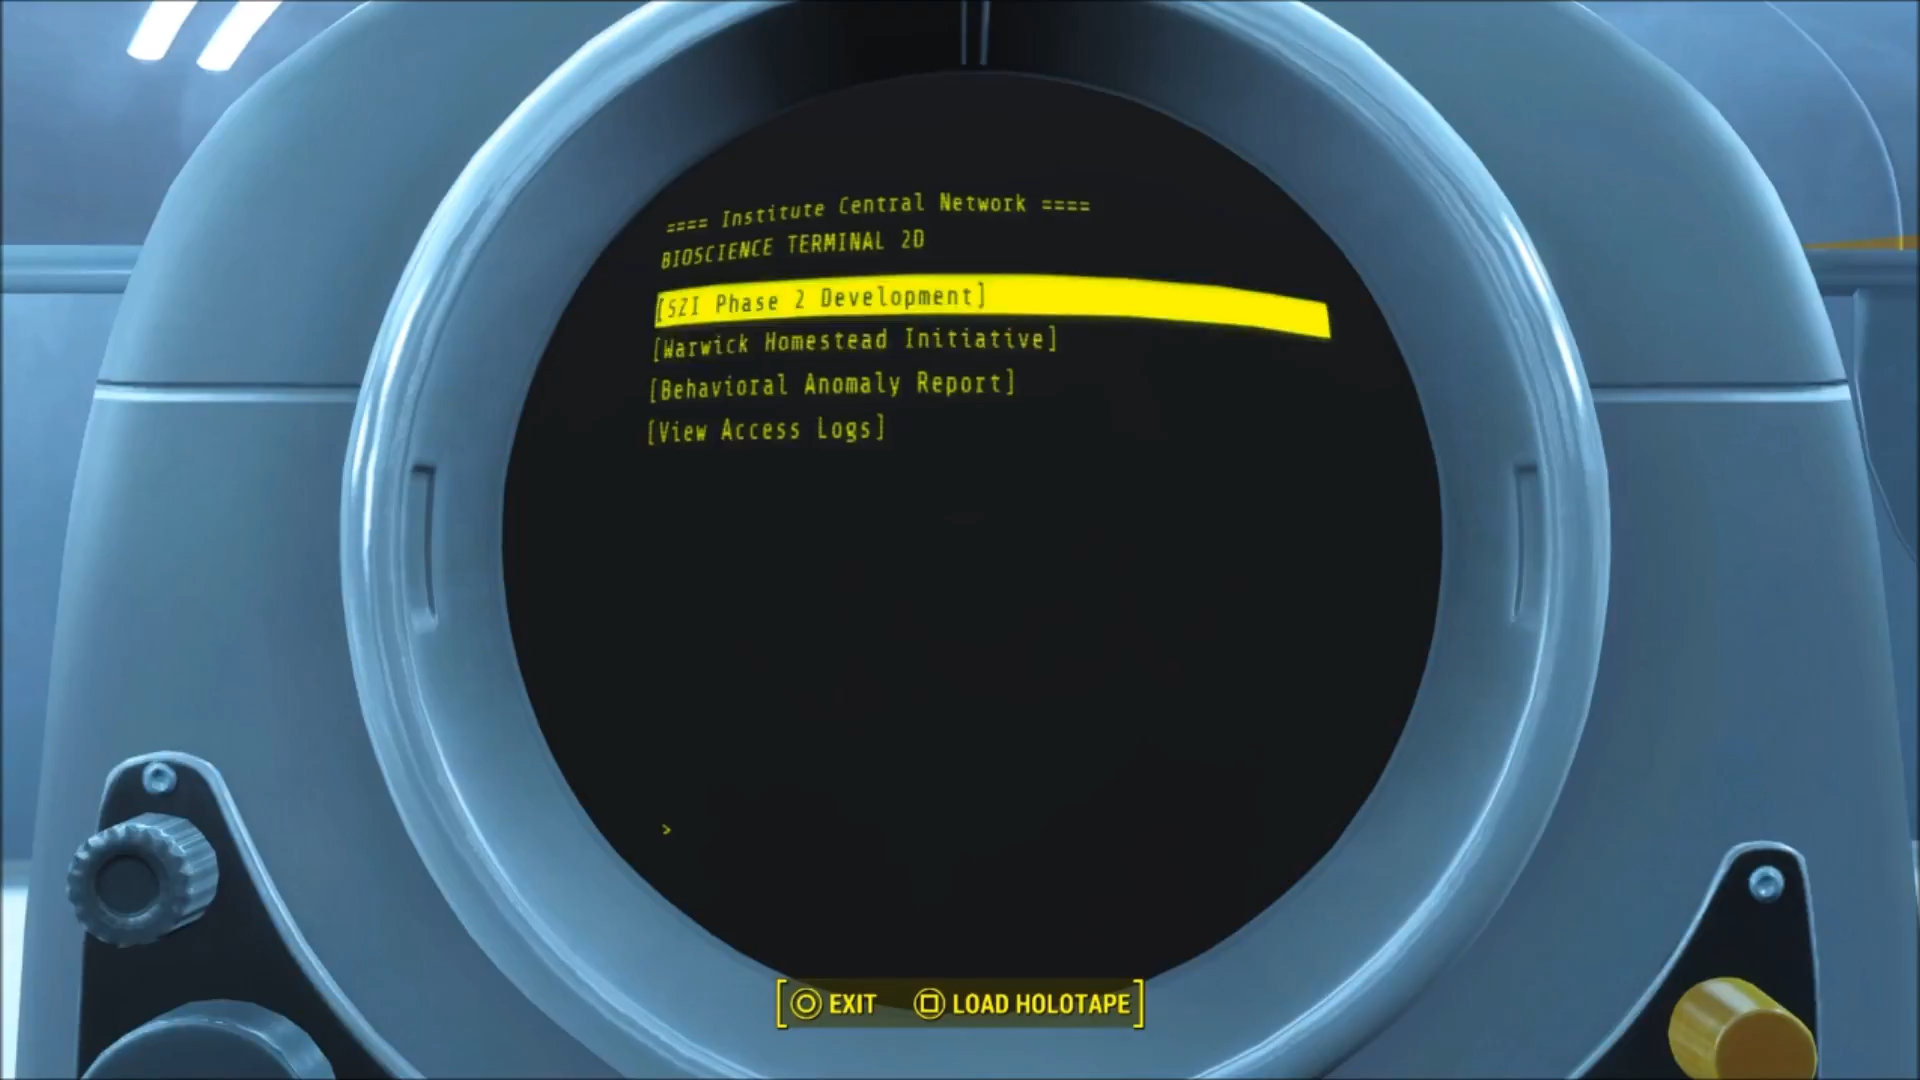 ==== Institute Central Network ====
BIOSCIENCE TERMINAL 2D
[SZI Phase 2 Development]
[Warwick Homestead Initiative]
[Behavioral Anomaly Report]
[View Access Logs]
>
EXIT LOAD HOLOTAPE